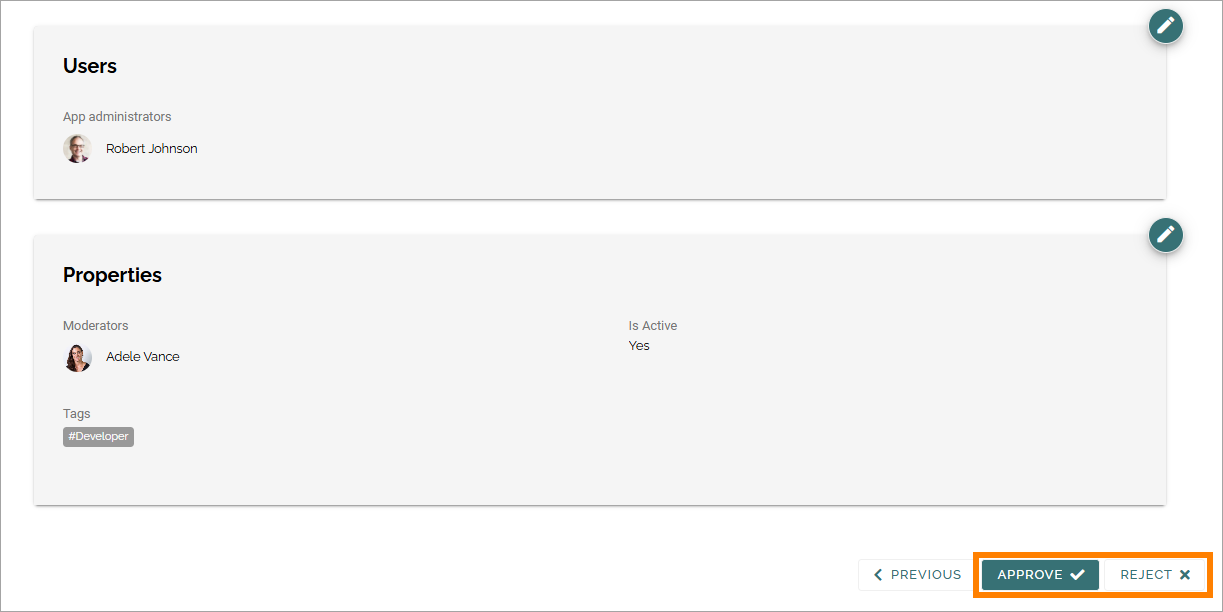 Users
App administrators
Robert Johnson
Properties
Moderators
Is Active
Adele Vance
Yes
Tags
#Developer
PREVIOUS
APPROVE
REJECT